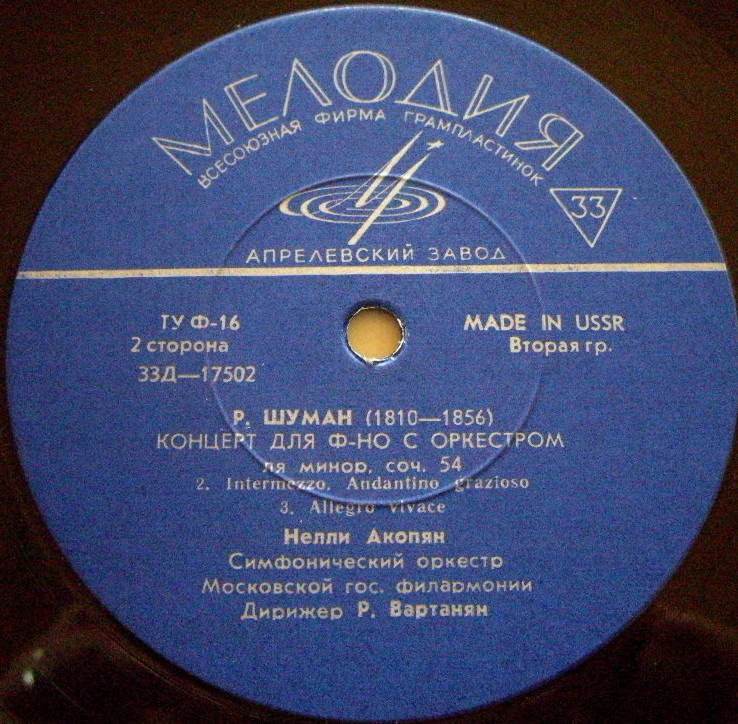 МЕЛОДИЯ
ВСЕСОЮЗНАЯ ФИРМА ГРАМПЛАСТИНОК
33
АПРЕЛЕВСКИЙ ЗАВОД
ТУ Ф-16
MADE IN USSR
2 сторона
Вторая гр.
33Д—17502
Р. ШУМАН (1810—1856)
КОНЦЕРТ ДЛЯ Ф-НО С ОРКЕСТРОМ
ля минор, соч. 54
2. Intermezzo. Andantino grazioso
3. Allegro vivace
Нелли Акопян
Симфонический оркестр
Московской гос. филармонии
Дирижер Р. Вартанян